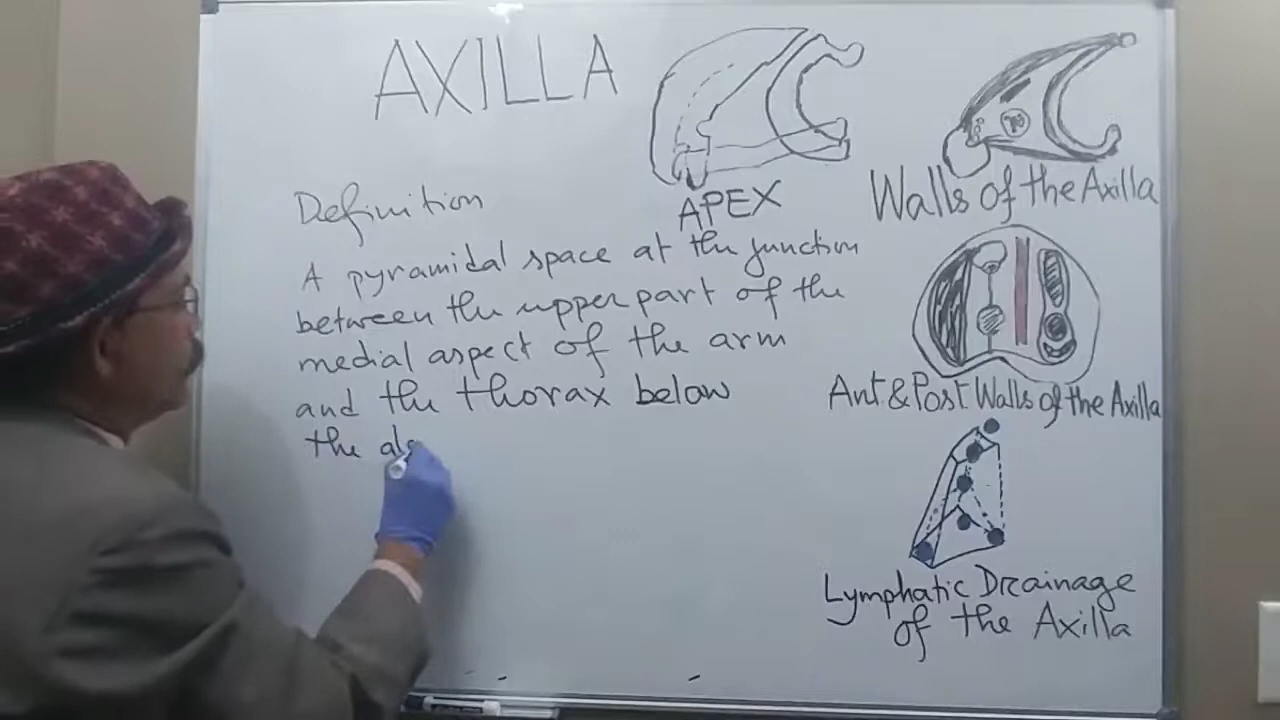 AXILLA
APEX
Walls of the Axilla
Definition
A pyramidal space at the junction
between the upper part of the
medial aspect of the arm
and the thorax below
the
Ant & Post Walls of the Axilla
Lymphatic Drainage
of the Axilla